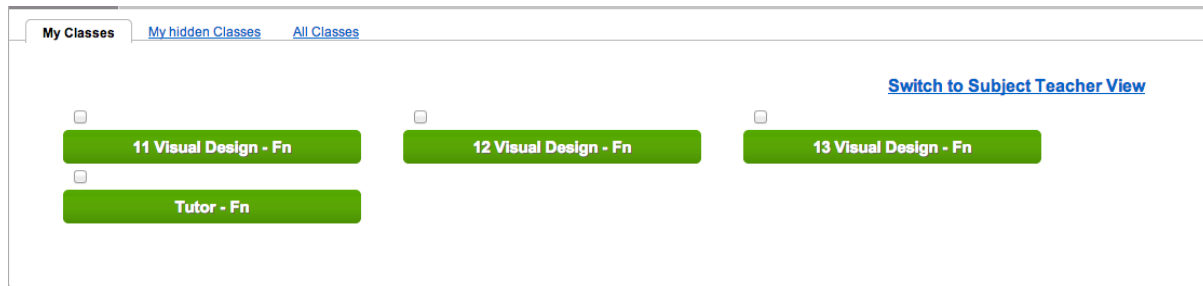 My Classes My hidden Classes All Classes
Switch to Subject Teacher View
11 Visual Design - Fn 12 Visual Design - Fn 13 Visual Design - Fn
Tutor - Fn